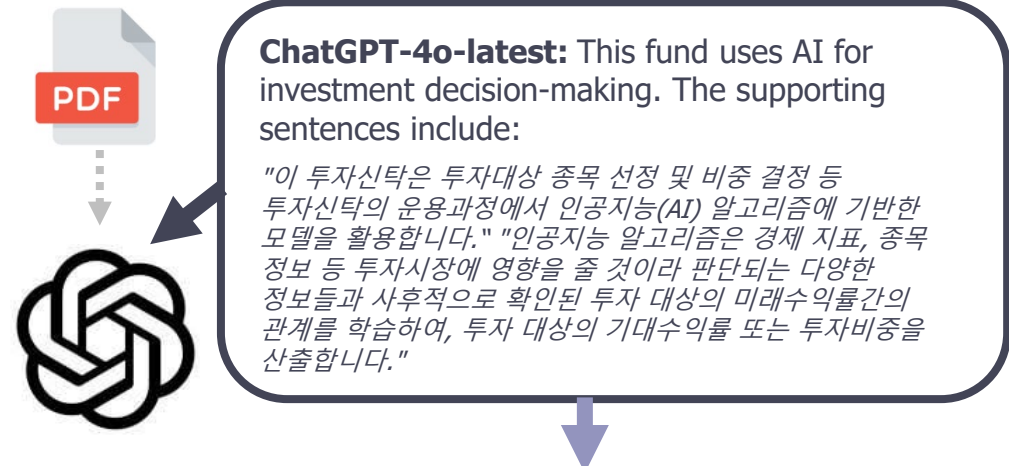 PDF
ChatGPT-4o-latest: This fund uses AI for
investment decision-making. The supporting
sentences include:
"이 투자신탁은 투자대상 종목 선정 및 비중 결정 등
투자신탁의 운용과정에서 인공지능(AI) 알고리즘에 기반한
모델을 활용합니다." "인공지능 알고리즘은 경제 지표, 종목
정보 등 투자시장에 영향을 줄 것이라 판단되는 다양한
정보들과 사후적으로 확인된 투자 대상의 미래수익률간의
관계를 학습하여, 투자 대상의 기대수익률 또는 투자비중을
산출합니다."